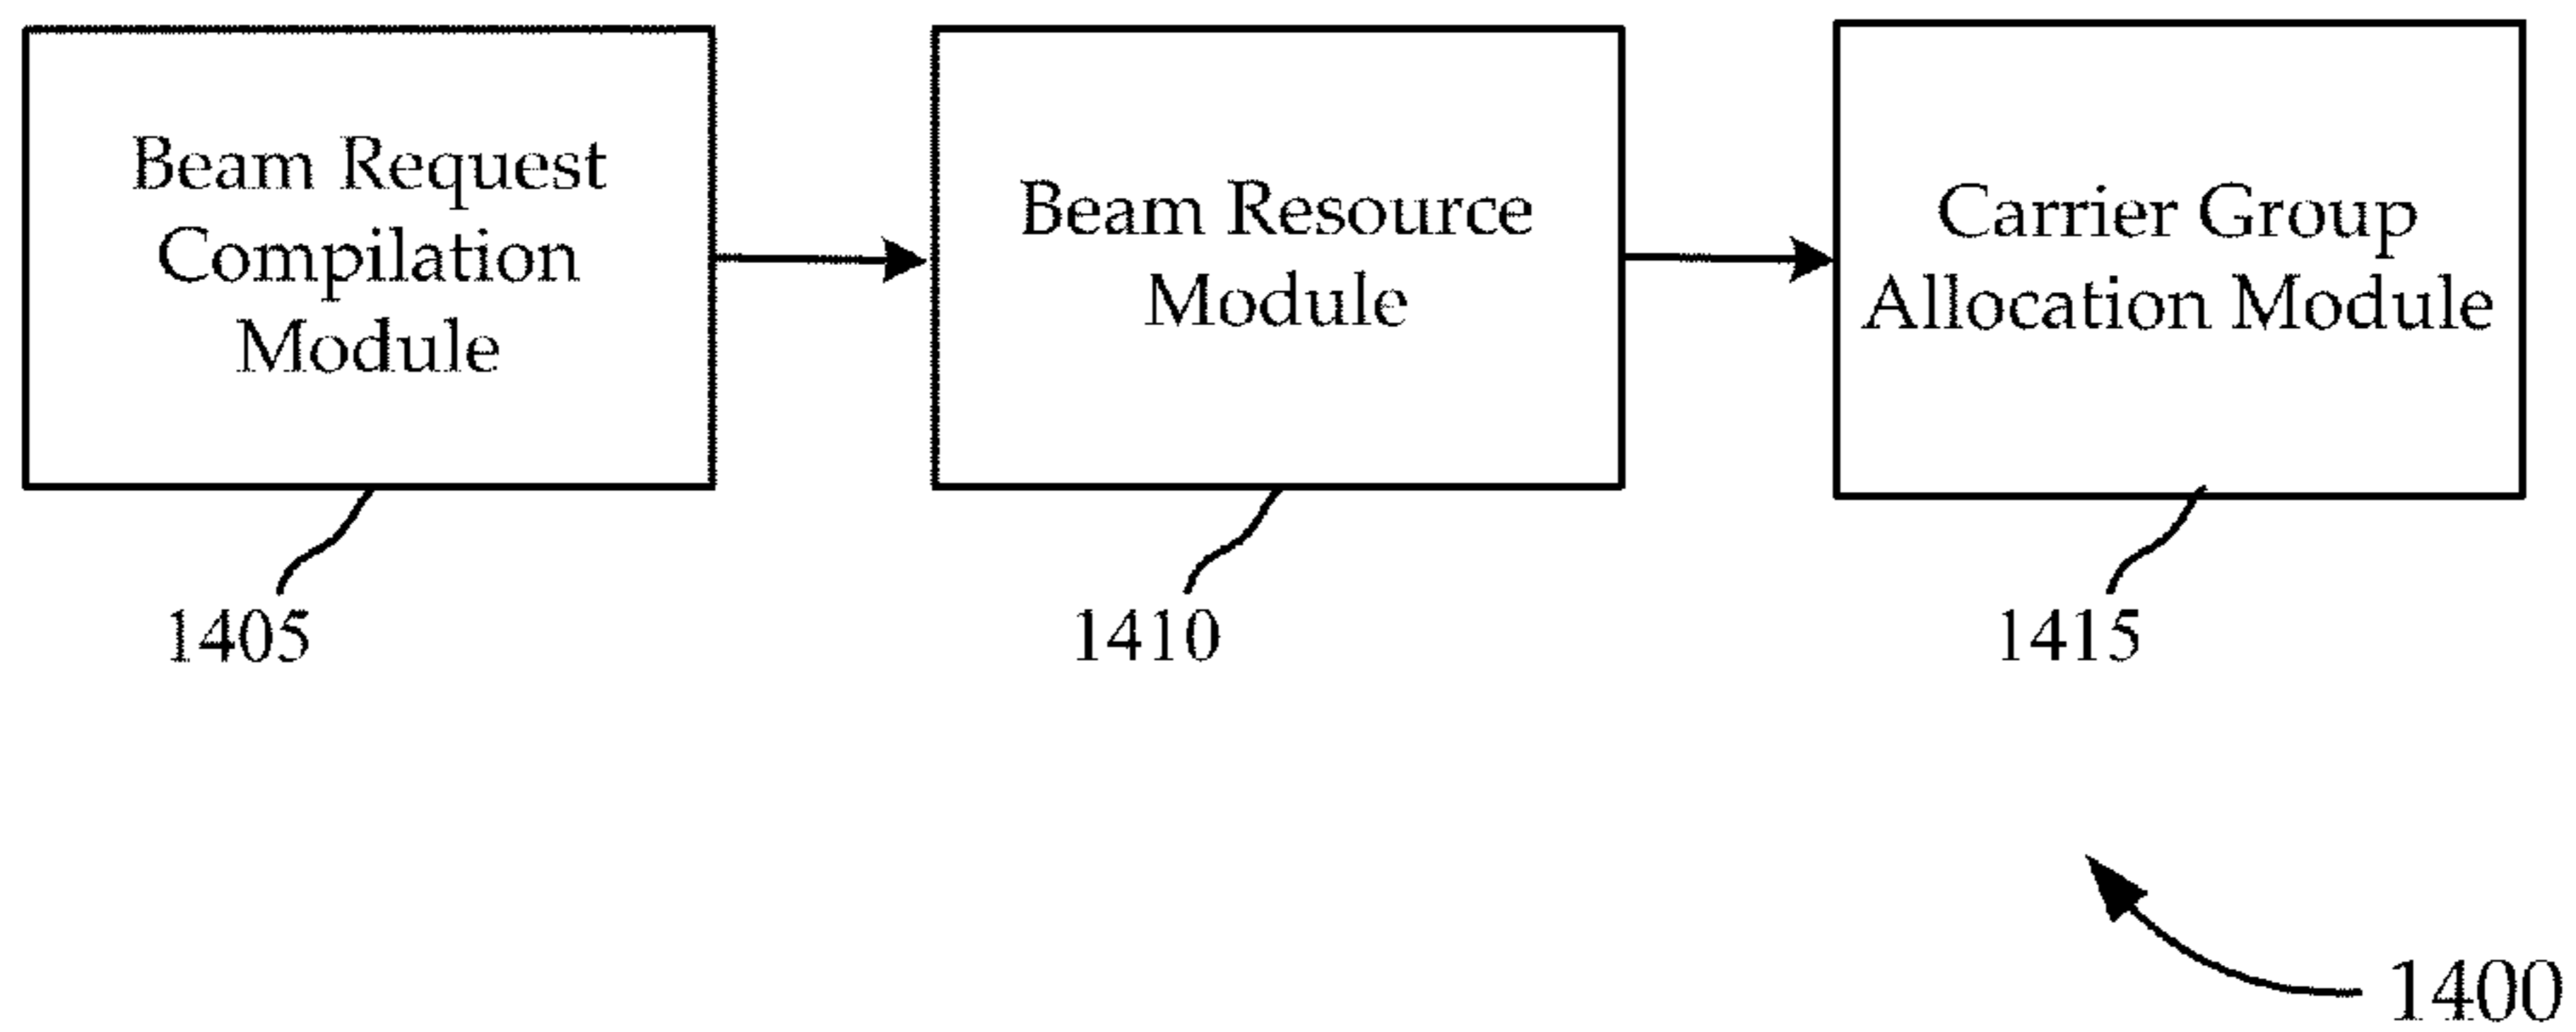 Beam Request
Compilation
Module
Beam Resource
Module
Carrier Group
Allocation Module
1405
1410
1415
1400